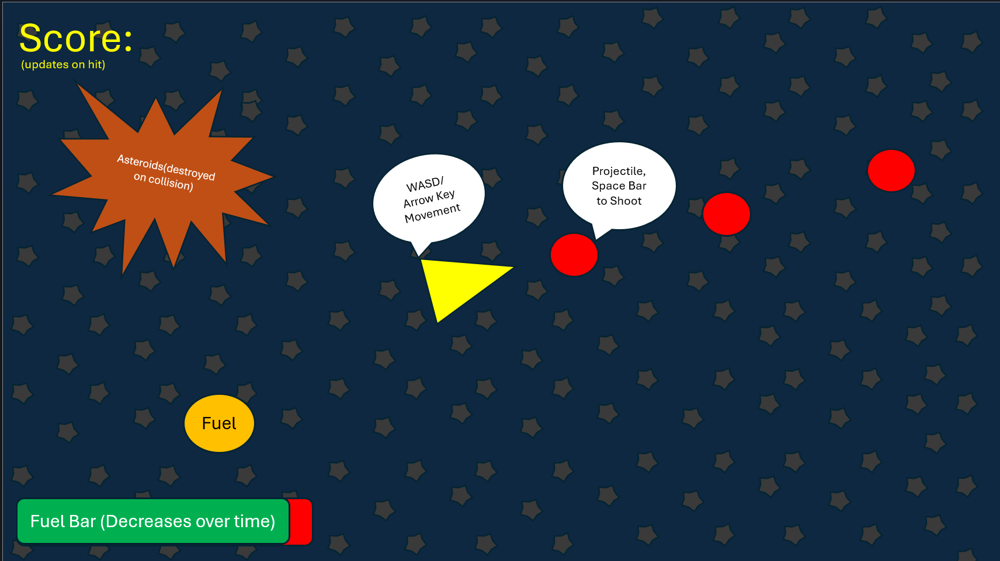 Score:
(updates on hit)
Asteroids(destroyed
on collision)
WASD/
Arrow Key
Movement
Projectile,
Space Bar
to Shoot
Fuel
Fuel Bar (Decreases over time)